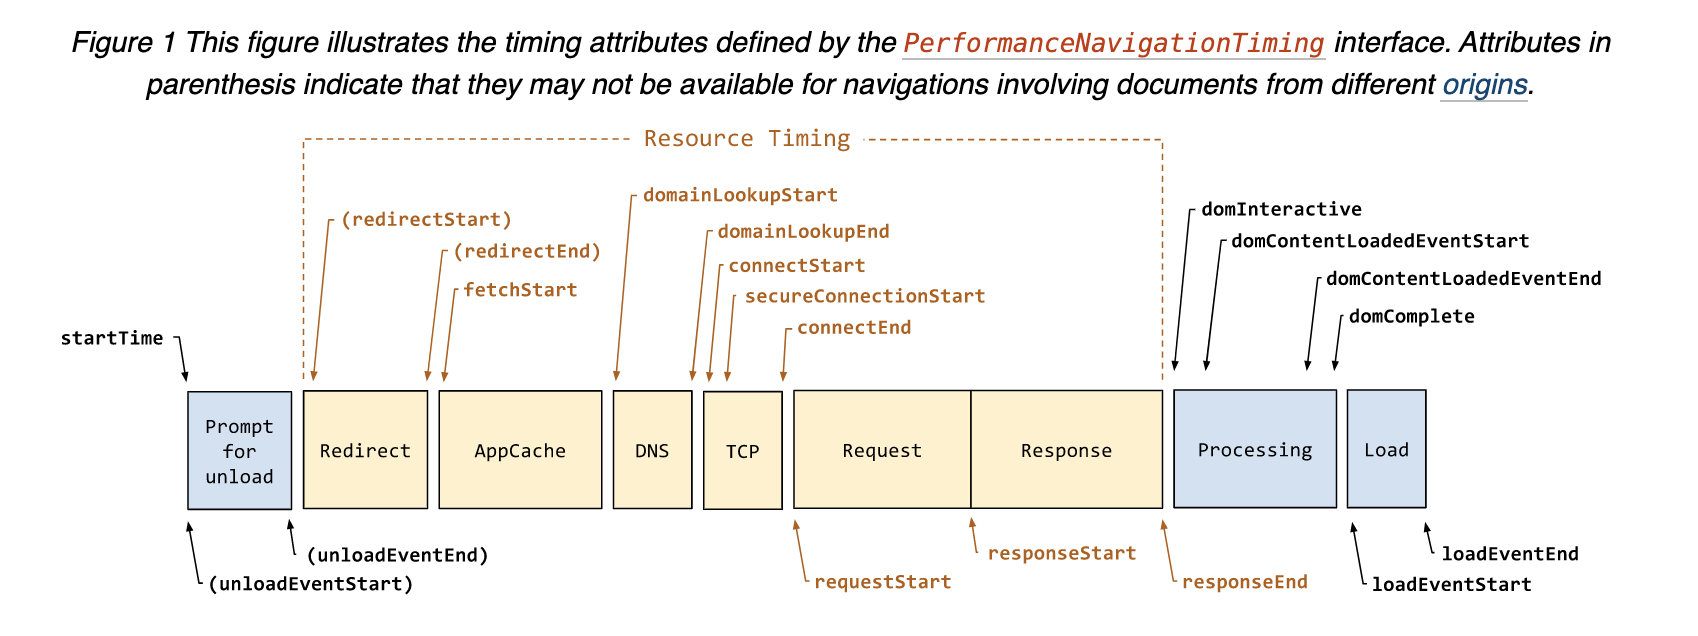 Figure 1 This figure illustrates the timing attributes defined by the PerformanceNavigationTiming interface. Attributes in
parenthesis indicate that they may not be available for navigations involving documents from different origins.
Resource Timing
domainLookupStart
(redirectStart)
domInteractive
domainLookupEnd
domContentLoadedEventStart
(redirectEnd)
connectStart
domContentLoadedEventEnd
fetchStart
secureConnectionStart
domComplete
connectEnd
startTime
Prompt
for
unload
Redirect
AppCache
DNS
TCP
Request
Response
Processing
Load
(unloadEventEnd)
responseStart
loadEventEnd
(unloadEventStart)
requestStart
responseEnd
loadEventStart